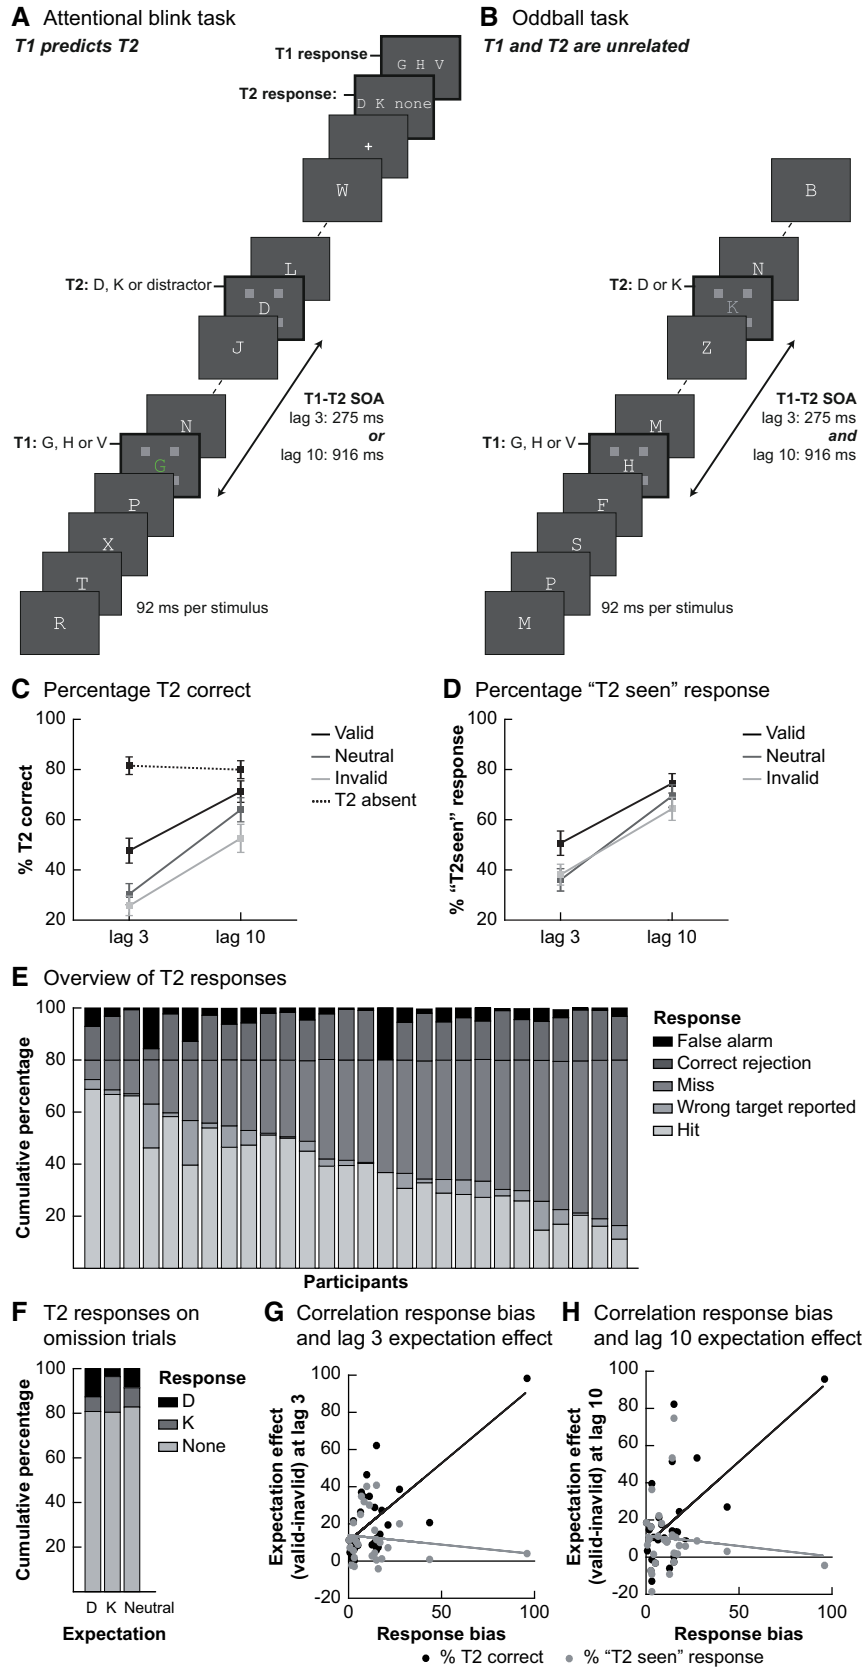 A Attentional blink task
T1 predicts T2
T1 response
G H V
T2 response:
D K none
+
W
L
T2: D, K or distractor
D
J
T1-T2 SOA
lag 3: 275 ms
or
lag 10: 916 ms
N
T1: G, H or V
G
P
X
T
92 ms per stimulus
R
B Oddball task
T1 and T2 are unrelated
B
N
T2: D or K
K
Z
T1-T2 SOA
lag 3: 275 ms
and
lag 10: 916 ms
M
T1: G, H or V
H
F
S
P
92 ms per stimulus
M
C Percentage T2 correct
100
80
60
40
20
% T2 correct
lag 3 lag 10
Valid
Neutral
Invalid
T2 absent
D Percentage “T2 seen” response
100
80
60
40
20
% “T2seen” response
lag 3 lag 10
Valid
Neutral
Invalid
E Overview of T2 responses
100
80
60
40
20
Cumulative percentage
Participants
Response
False alarm
Correct rejection
Miss
Wrong target reported
Hit
F T2 responses on
omission trials
100
80
60
40
20
Cumulative percentage
D K Neutral
Expectation
Response
D
K
None
G Correlation response bias
and lag 3 expectation effect
100
80
60
40
20
0
-20
Expectation effect
(valid-inavlid) at lag 3
0 50 100
Response bias
H Correlation response bias
and lag 10 expectation effect
100
80
60
40
20
0
-20
Expectation effect
(valid-inavlid) at lag 10
0 50 100
Response bias
% T2 correct % “T2 seen” response